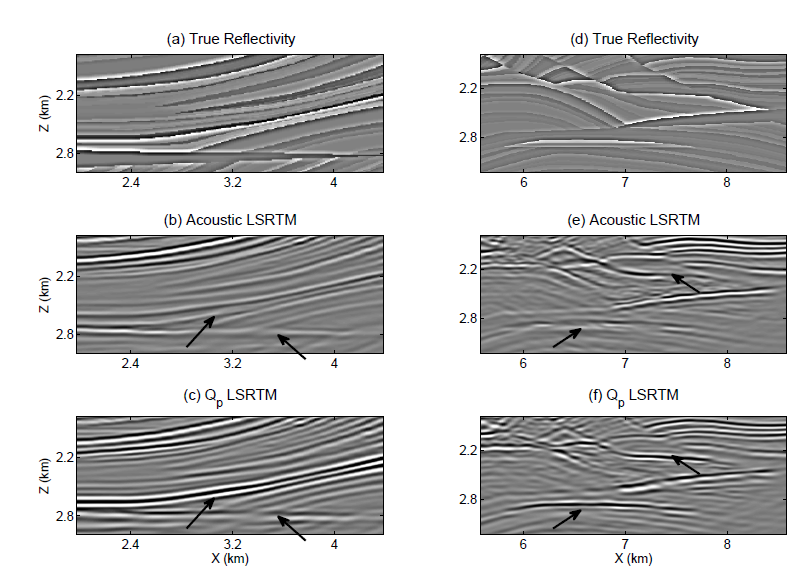 (a) True Reflectivity
Z (km)
2.2
2.8
2.4 3.2 4
(d) True Reflectivity
Z (km)
2.2
2.8
6 7 8
(b) Acoustic LSRTM
Z (km)
2.2
2.8
2.4 3.2 4
(e) Acoustic LSRTM
2.2
2.8
6 7 8
(c) Qp LSRTM
Z (km)
2.2
2.8
2.4 3.2 4
X (km)
(f) Qp LSRTM
2.2
2.8
6 7 8
X (km)